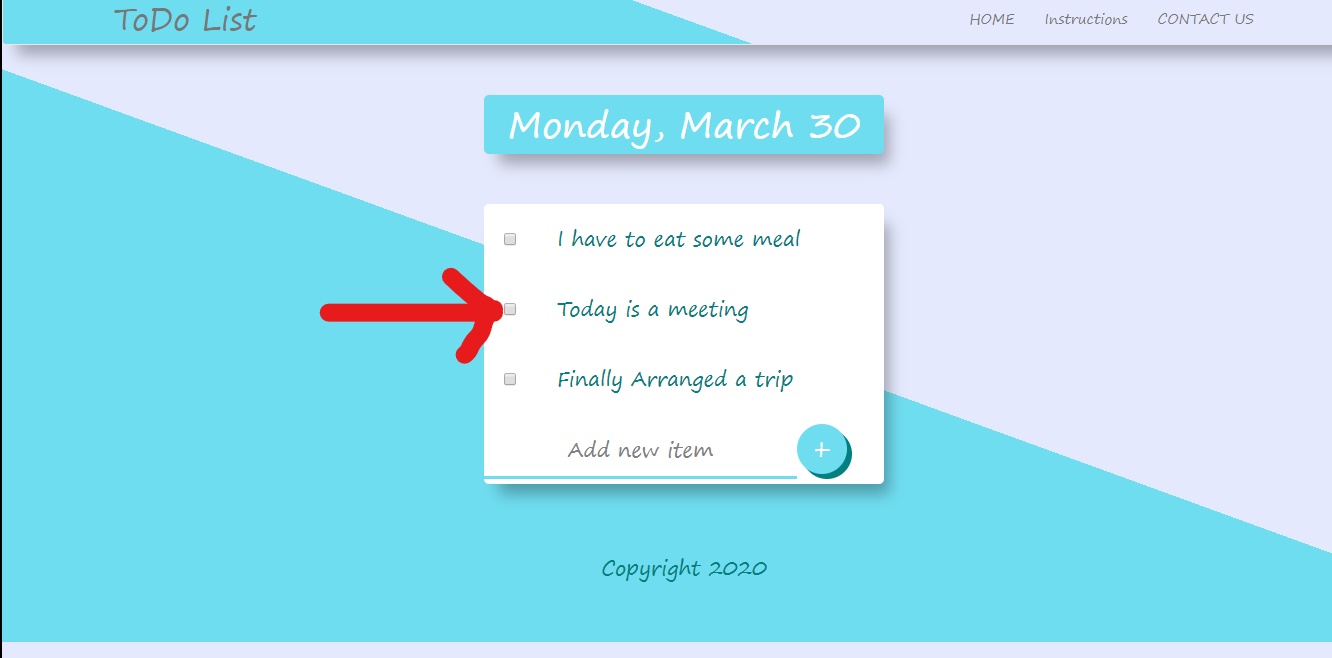 ToDo List
HOME Instructions CONTACT US
Monday, March 30
I have to eat some meal
Today is a meeting
Finally Arranged a trip
Add new item +
Copyright 2020